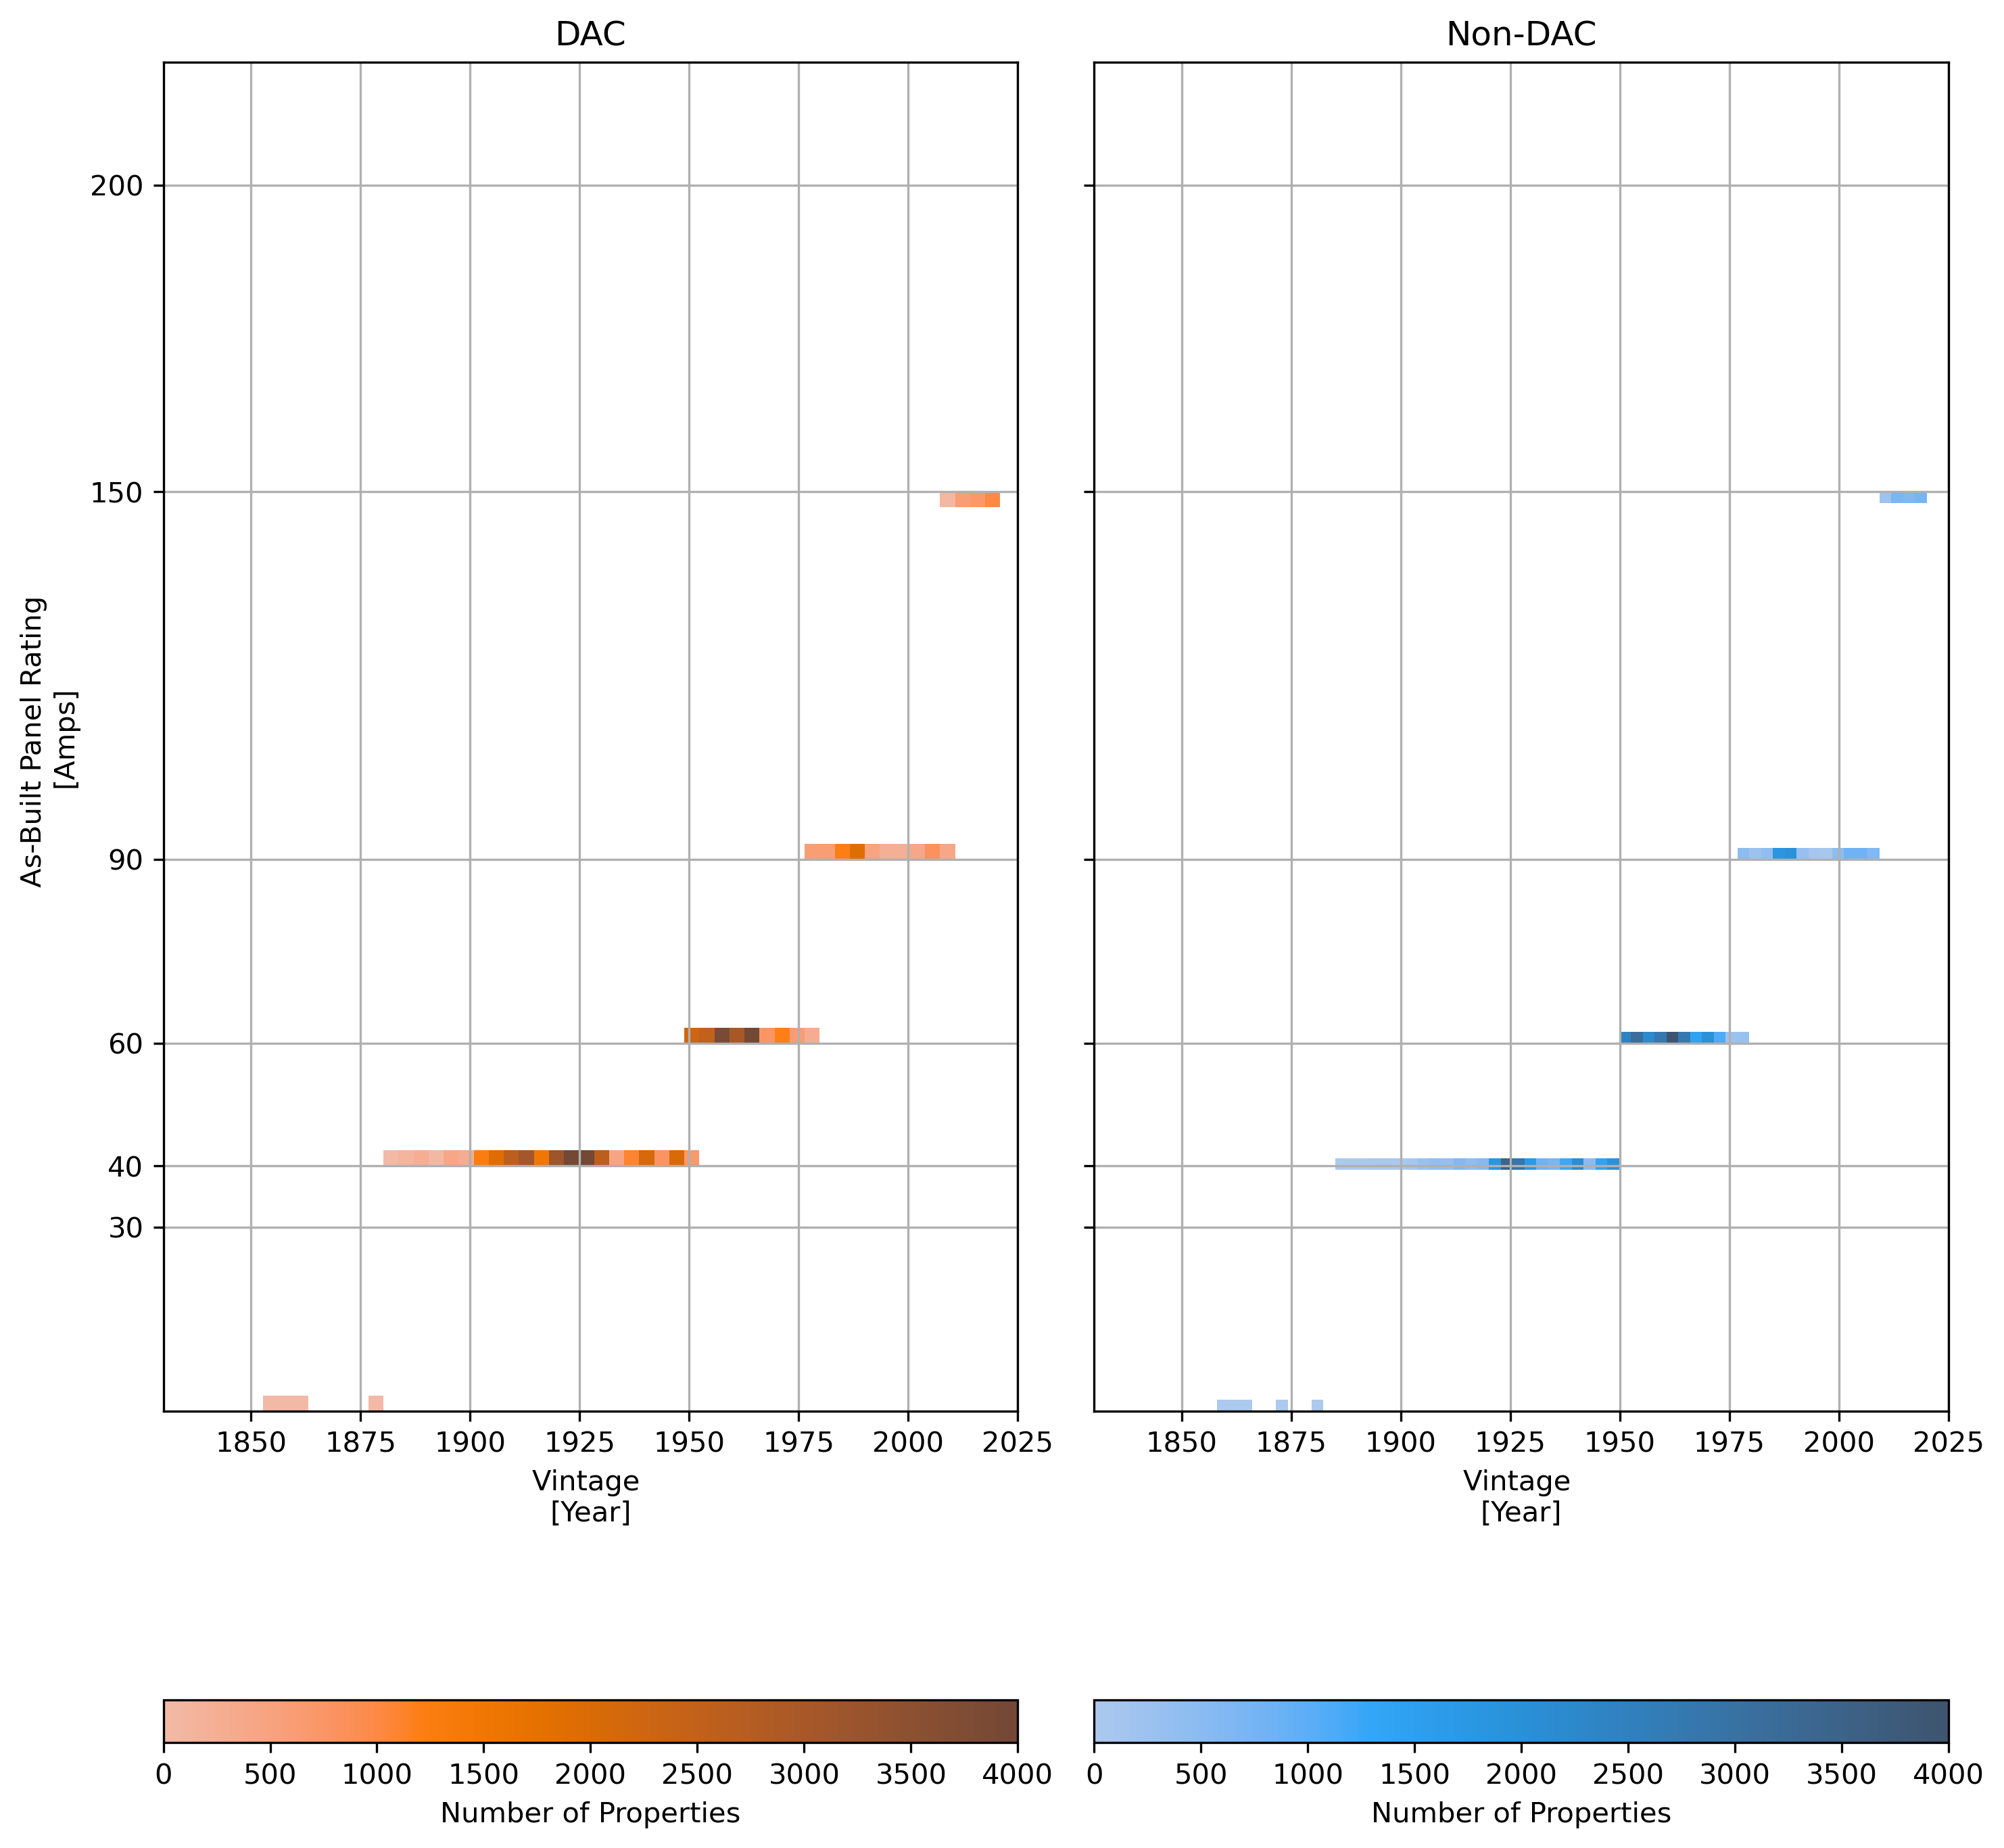 DAC
Non-DAC
200
150
90
60
40
30
As-Built Panel Rating
[Amps]
1850 1875 1900 1925 1950 1975 2000 2025
1850 1875 1900 1925 1950 1975 2000 2025
Vintage
[Year]
Vintage
[Year]
0 500 1000 1500 2000 2500 3000 3500 4000
Number of Properties
0 500 1000 1500 2000 2500 3000 3500 4000
Number of Properties